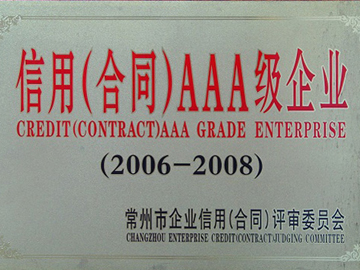 信用(合同)AAA级企业
CREDIT(CONTRACT)AAA GRADE ENTERPRISE
(2006-2008)
常州市企业信用(合同)评审委员会
CHANGZHOU ENTERPRISE CREDIT(CONTRACT)JUDGING COMMITTEE